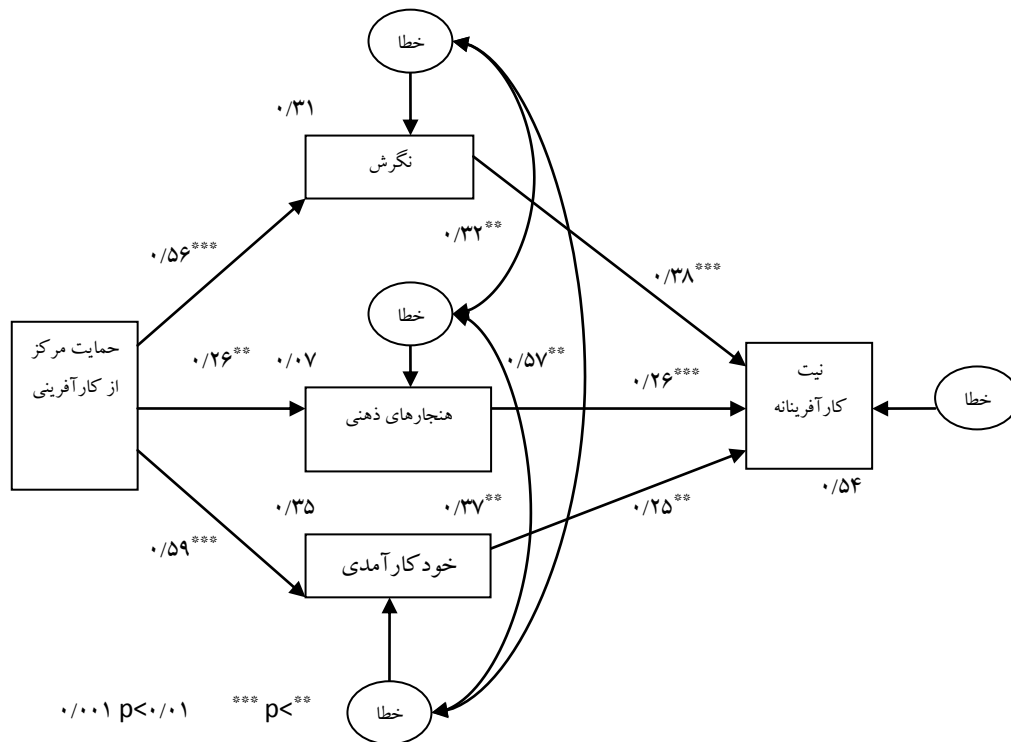 خطا
۰/۳۱
نگرش
۰/۳۲**
۰/۵۶***
۰/۳۸***
خطا
حمایت مرکز
از کارآفرینی
۰/۲۶**
۰/۰۷
۰/۵۷**
۰/۲۶***
نیت
کارآفرینانه
خطا
هنجارهای ذهنی
۰/۵۴
۰/۳۵
۰/۳۷**
۰/۲۵**
۰/۵۹***
خودکارآمدی
خطا
۰/۰۰۱ p<۰/۰۱ *** p<**